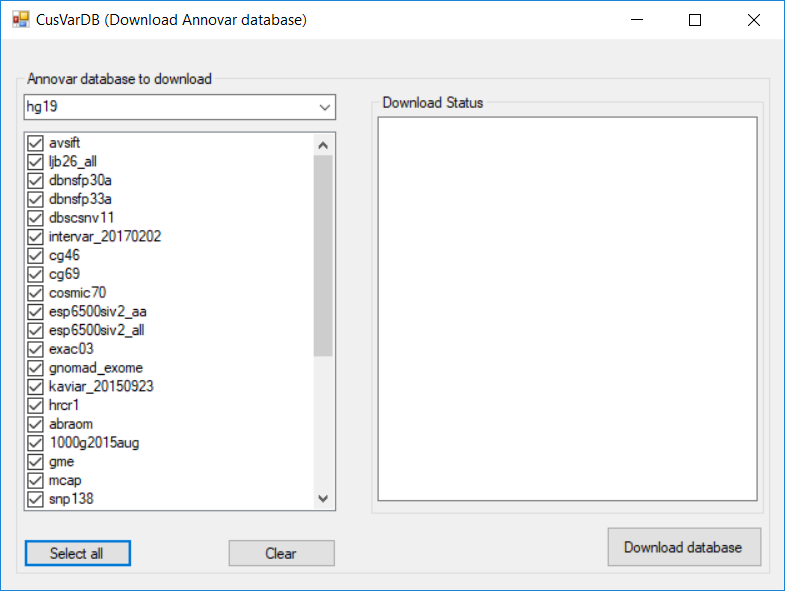 CusVarDB (Download Annovar database)
Annovar database to download
hg19
avsift
ljb26_all
dbnsfp30a
dbnsfp33a
dbscsnv11
intervar_20170202
cg46
cg69
cosmic70
esp6500siv2_aa
esp6500siv2_all
exac03
gnomad_exome
kaviar_20150923
hrcr1
abraom
1000g2015aug
gme
mcap
snp138
Select all
Clear
Download Status
Download database